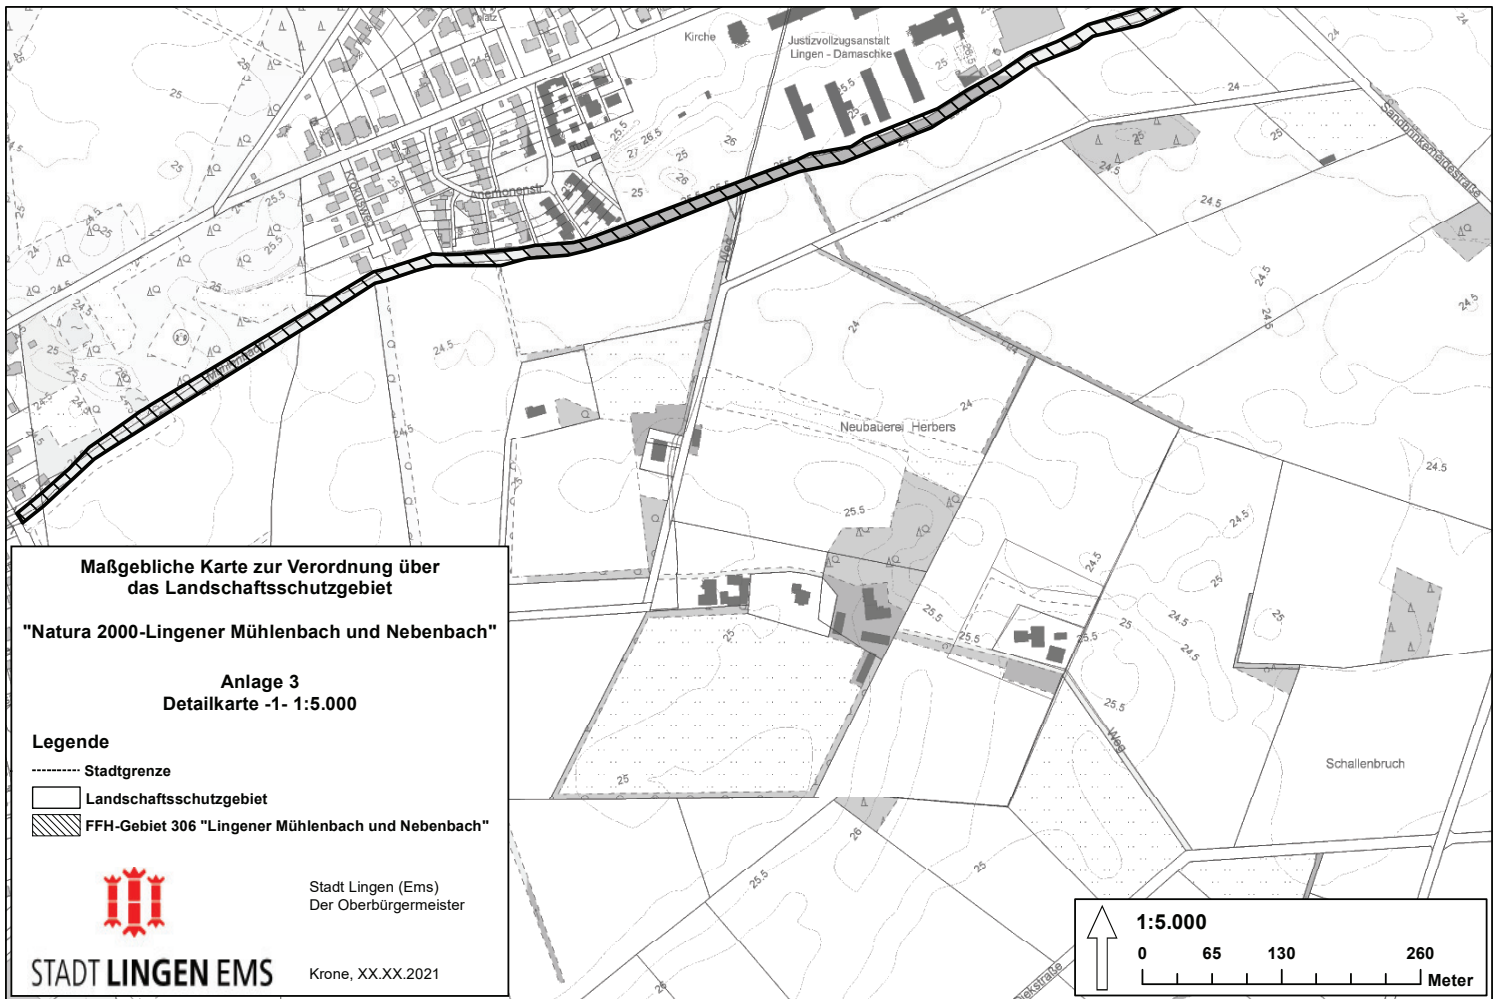 platz
Kirche
Justizvollzugsanstalt
Lingen - Damaschke
Sandbrinkerheidestraße
Krokusweg
Anemonenstr.
Weg
Neubauerei Herbers
Weg
Schallenbruch
Maßgebliche Karte zur Verordnung über
das Landschaftsschutzgebiet
"Natura 2000-Lingener Mühlenbach und Nebenbach"
Anlage 3
Detailkarte -1- 1:5.000
Legende
Stadtgrenze
Landschaftsschutzgebiet
FFH-Gebiet 306 "Lingener Mühlenbach und Nebenbach"
Stadt Lingen (Ems)
Der Oberbürgermeister
STADT LINGEN EMS
Krone, XX.XX.2021
1:5.000
0 65 130 260
Meter
25
24.5
24
25.5
26
26.5
27